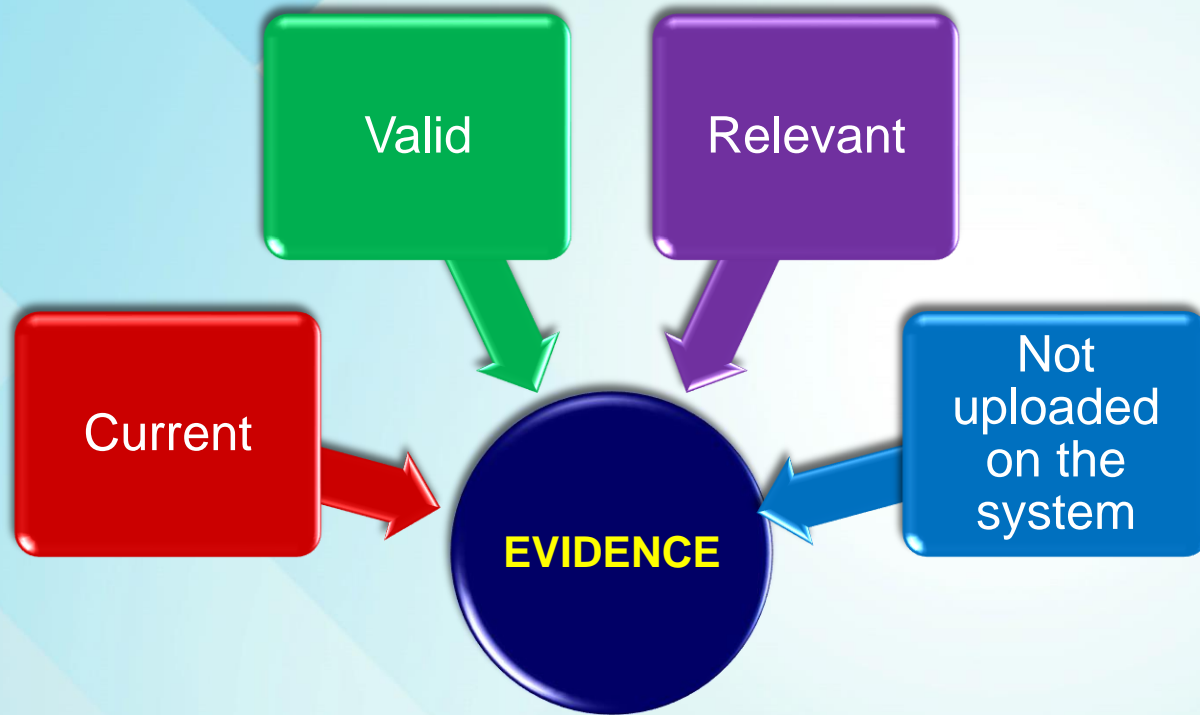 Valid
Relevant
Current
Not
uploaded
on the
system
EVIDENCE